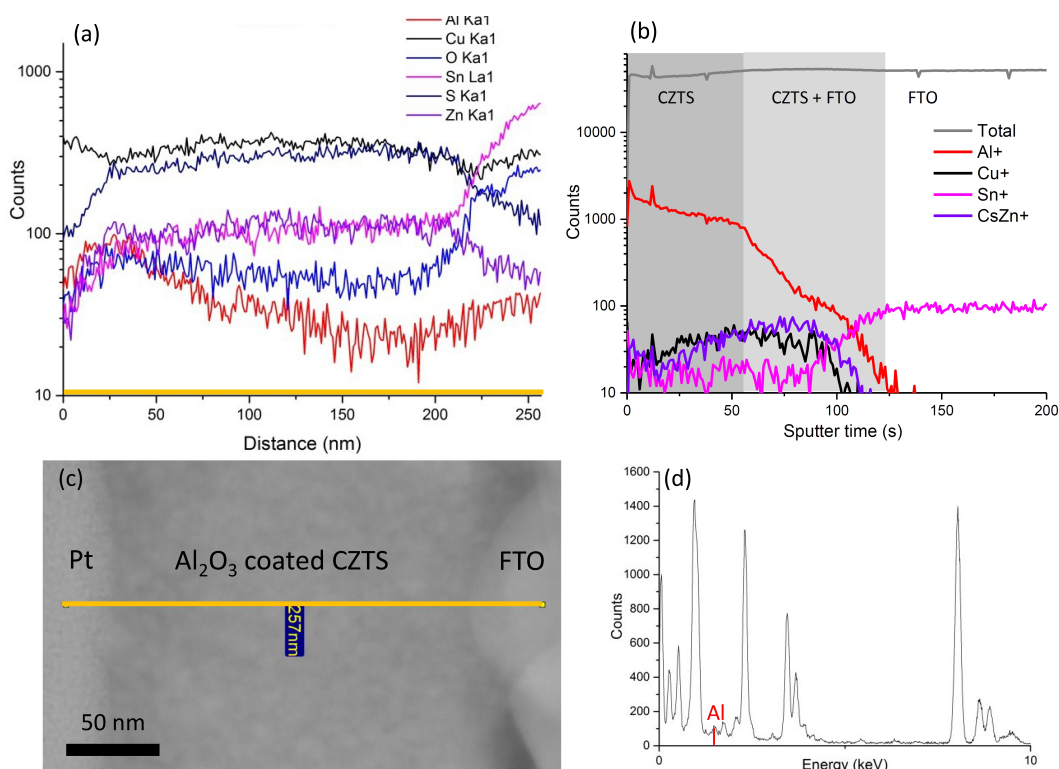 (a)
Al Ka1
Cu Ka1
O Ka1
Sn La1
S Ka1
Zn Ka1
1000
100
10
Counts
0
50
100
150
200
250
Distance (nm)
(b)
CZTS
CZTS + FTO
FTO
Total
Al+
Cu+
Sn+
CsZn+
10000
1000
100
10
Counts
0
50
100
150
200
Sputter time (s)
(c)
Pt
Al2O3 coated CZTS
FTO
257nm
50 nm
(d)
1600
1400
1200
1000
800
600
400
200
0
Counts
Al
0
10
Energy (keV)